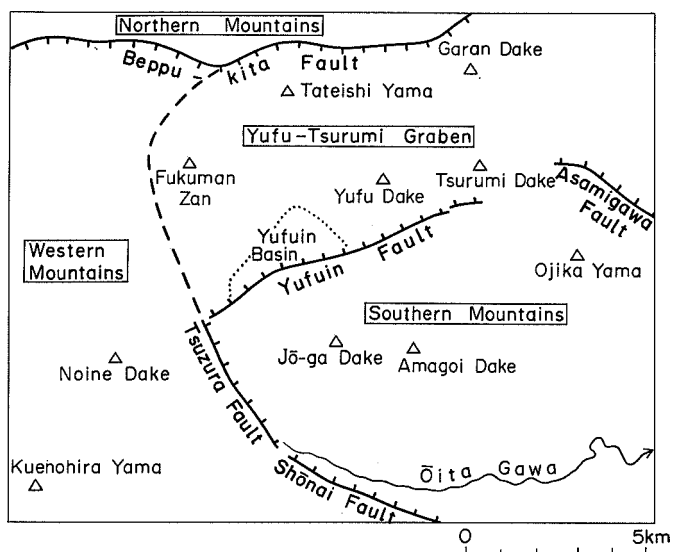 Northern Mountains
Beppu kita Fault
Garan Dake
Tateishi Yama
Yufu-Tsurumi Graben
Fukuman
Zan
Yufu Dake
Tsurumi Dake
Asamigawa
Fault
Yufuin
Basin
Yufuin Fault
Western
Mountains
Ojika Yama
Southern Mountains
Tsuzura Fault
Jō-ga Dake
Amagoi Dake
Noine Dake
Kuenohira Yama
Shōnai Fault
Ōita Gawa
0 5km